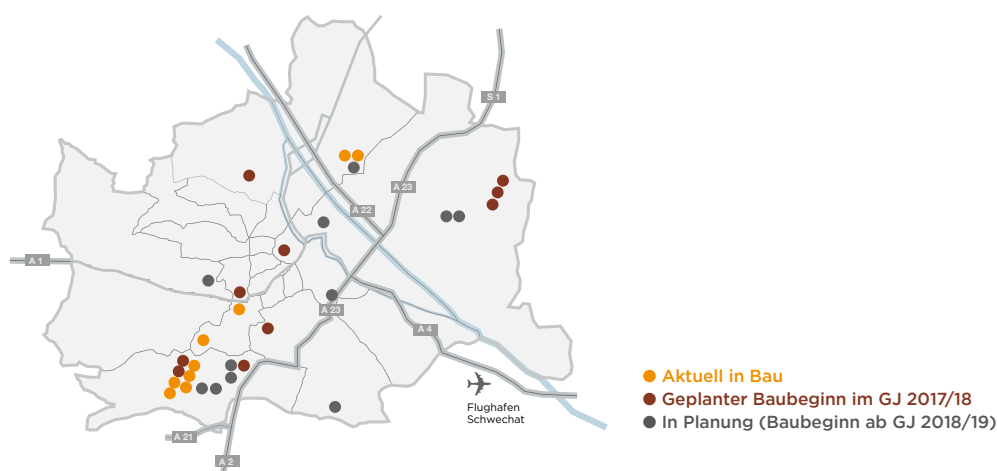 S 1
A 23
A 22
A 1
A 23
A 4
Flughafen
Schwechat
A 21
A 2
Aktuell in Bau
Geplanter Baubeginn im GJ 2017/18
In Planung (Baubeginn ab GJ 2018/19)